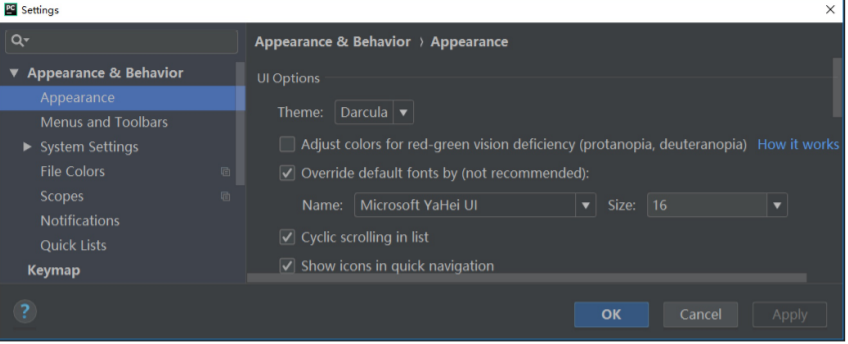 PC Settings
Appearance & Behavior › Appearance
Appearance & Behavior
Appearance
Menus and Toolbars
System Settings
File Colors
Scopes
Notifications
Quick Lists
Keymap
UI Options
Theme: Darcula
Adjust colors for red-green vision deficiency (protanopia, deuteranopia) How it works
Override default fonts by (not recommended):
Name: Microsoft YaHei UI Size: 16
Cyclic scrolling in list
Show icons in quick navigation
? OK Cancel Apply